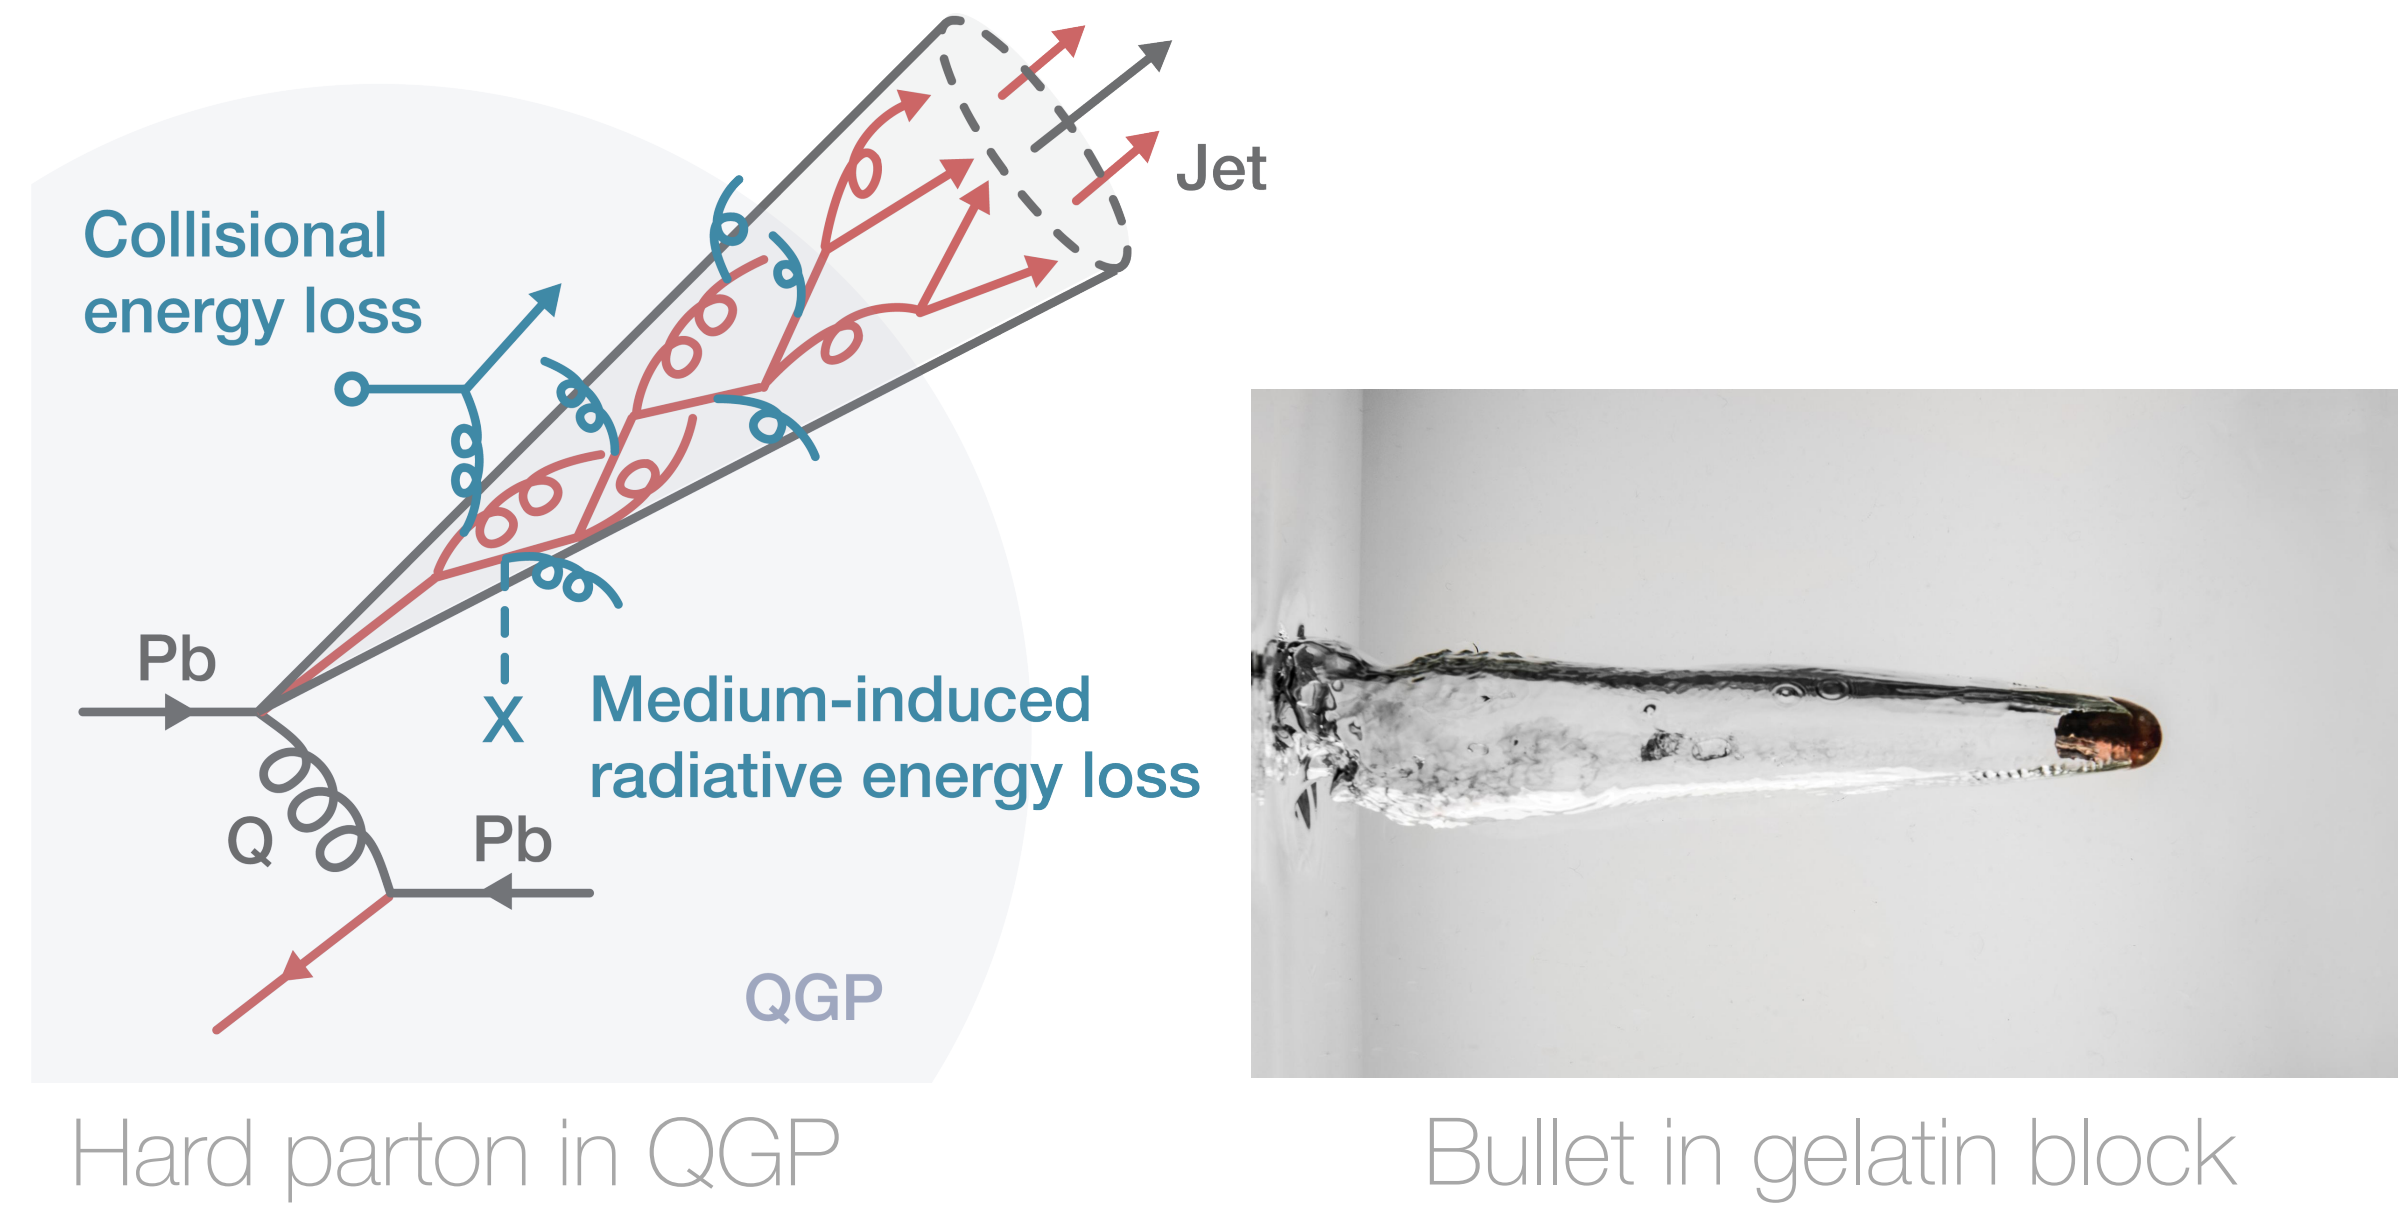 Jet
Collisional
energy loss
Pb
X
Medium-induced
radiative energy loss
Q
Pb
QGP
Hard parton in QGP
Bullet in gelatin block